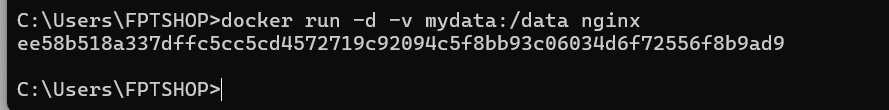 C:\Users\FPTSHOP>docker run -d -v mydata:/data nginx
ee58b518a337dffc5cc5cd4572719c92094c5f8bb93c06034d6f72556f8b9ad9
C:\Users\FPTSHOP>